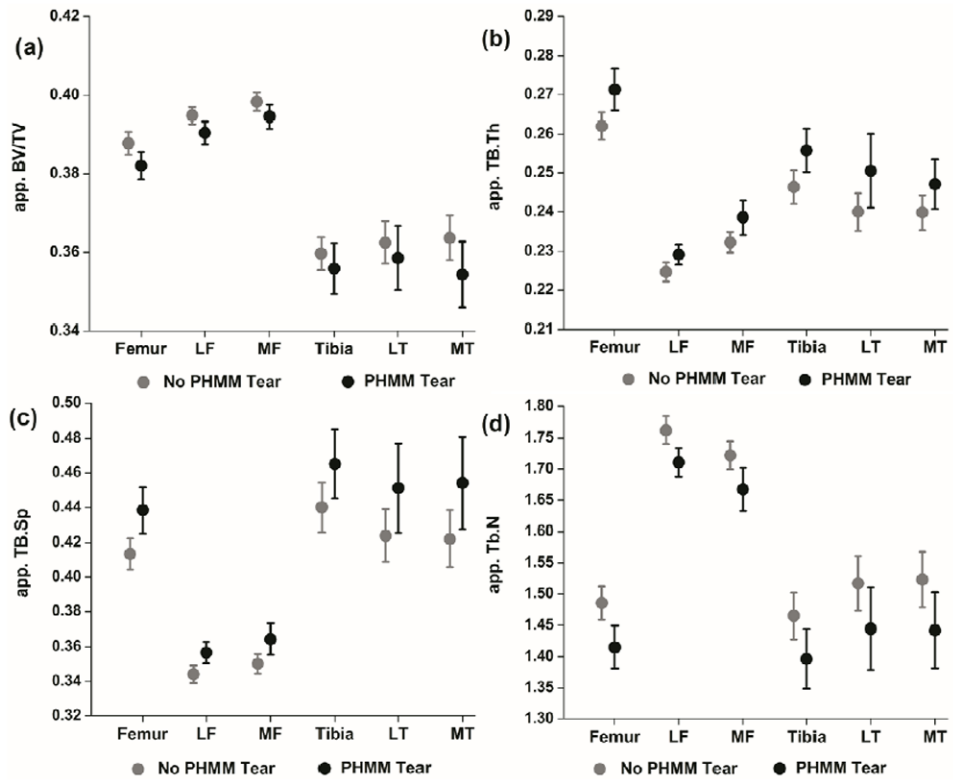 (a)
app. BV/TV
0.42
0.40
0.38
0.36
0.34
Femur LF MF Tibia LT MT
No PHMM Tear PHMM Tear
(b)
app. TB.Th
0.29
0.28
0.27
0.26
0.25
0.24
0.23
0.22
0.21
Femur LF MF Tibia LT MT
No PHMM Tear PHMM Tear
(c)
app. TB.Sp
0.50
0.48
0.46
0.44
0.42
0.40
0.38
0.36
0.34
0.32
Femur LF MF Tibia LT MT
No PHMM Tear PHMM Tear
(d)
app. Tb.N
1.80
1.75
1.70
1.65
1.60
1.55
1.50
1.45
1.40
1.35
1.30
Femur LF MF Tibia LT MT
No PHMM Tear PHMM Tear